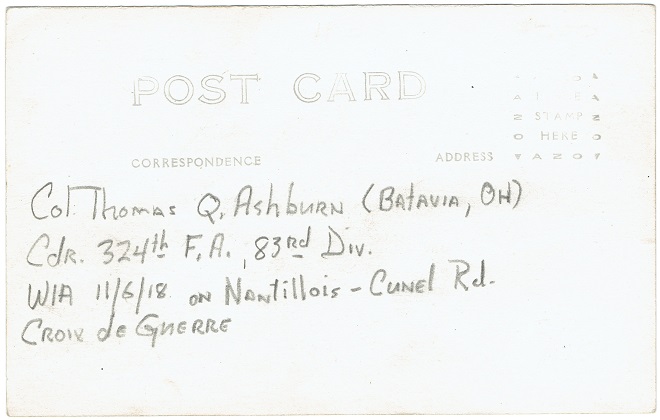 POST CARD
STAMP
HERE
CORRESPONDENCE ADDRESS
Col Thomas Q. Ashburn (Batavia, OH)
Cdr. 324th F.A., 83rd Div.
WIA 11/6/18 on Nantillois - Cunel Rd.
Croix de Guerre